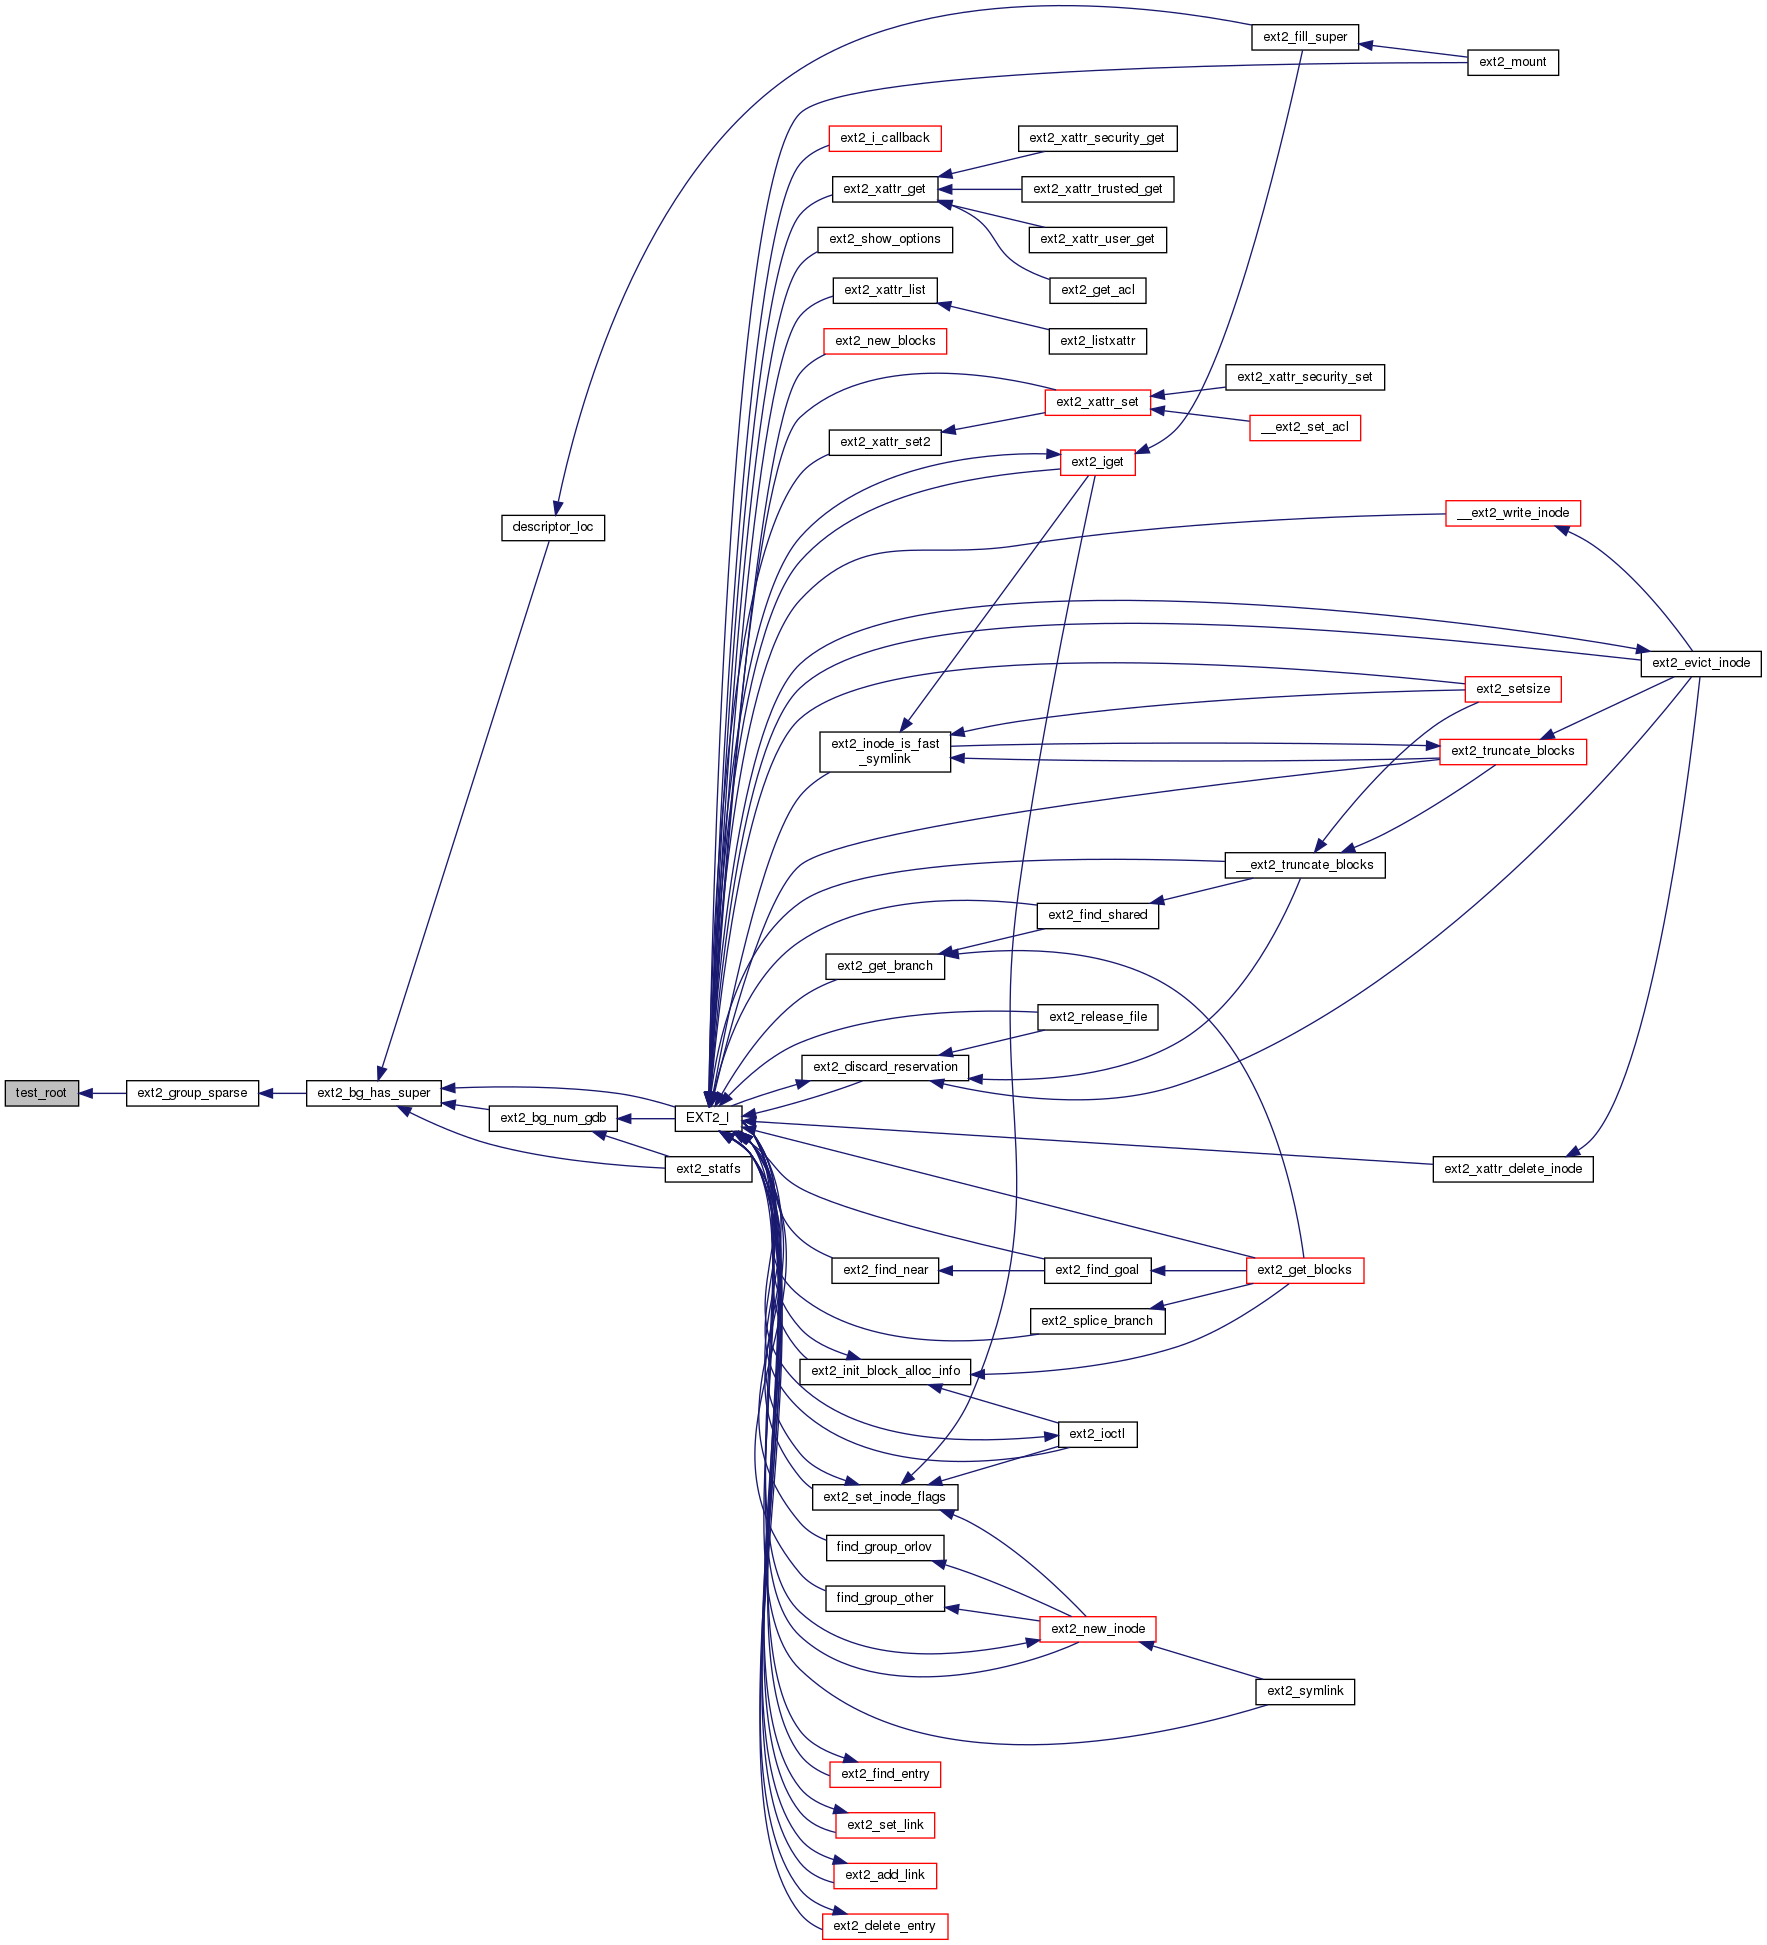 ext2_fill_super
ext2_mount
ext2_i_callback
ext2_xattr_security_get
ext2_xattr_get
ext2_xattr_trusted_get
ext2_show_options
ext2_xattr_user_get
ext2_xattr_list
ext2_get_acl
ext2_new_blocks
ext2_listxattr
ext2_xattr_security_set
ext2_xattr_set
__ext2_set_acl
ext2_xattr_set2
ext2_iget
__ext2_write_inode
descriptor_loc
ext2_evict_inode
ext2_setsize
ext2_inode_is_fast
_symlink
ext2_truncate_blocks
__ext2_truncate_blocks
ext2_find_shared
ext2_get_branch
ext2_release_file
ext2_discard_reservation
test_root
ext2_group_sparse
ext2_bg_has_super
ext2_bg_num_gdb
EXT2_I
ext2_statfs
ext2_xattr_delete_inode
ext2_find_near
ext2_find_goal
ext2_get_blocks
ext2_splice_branch
ext2_init_block_alloc_info
ext2_ioctl
ext2_set_inode_flags
find_group_orlov
find_group_other
ext2_new_inode
ext2_symlink
ext2_find_entry
ext2_set_link
ext2_add_link
ext2_delete_entry